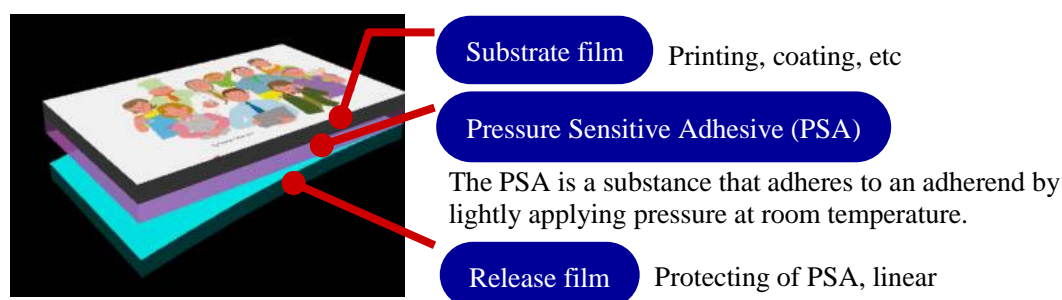 Substrate film Printing, coating, etc
Pressure Sensitive Adhesive (PSA)
The PSA is a substance that adheres to an adherend by
lightly applying pressure at room temperature.
Release film Protecting of PSA, linear